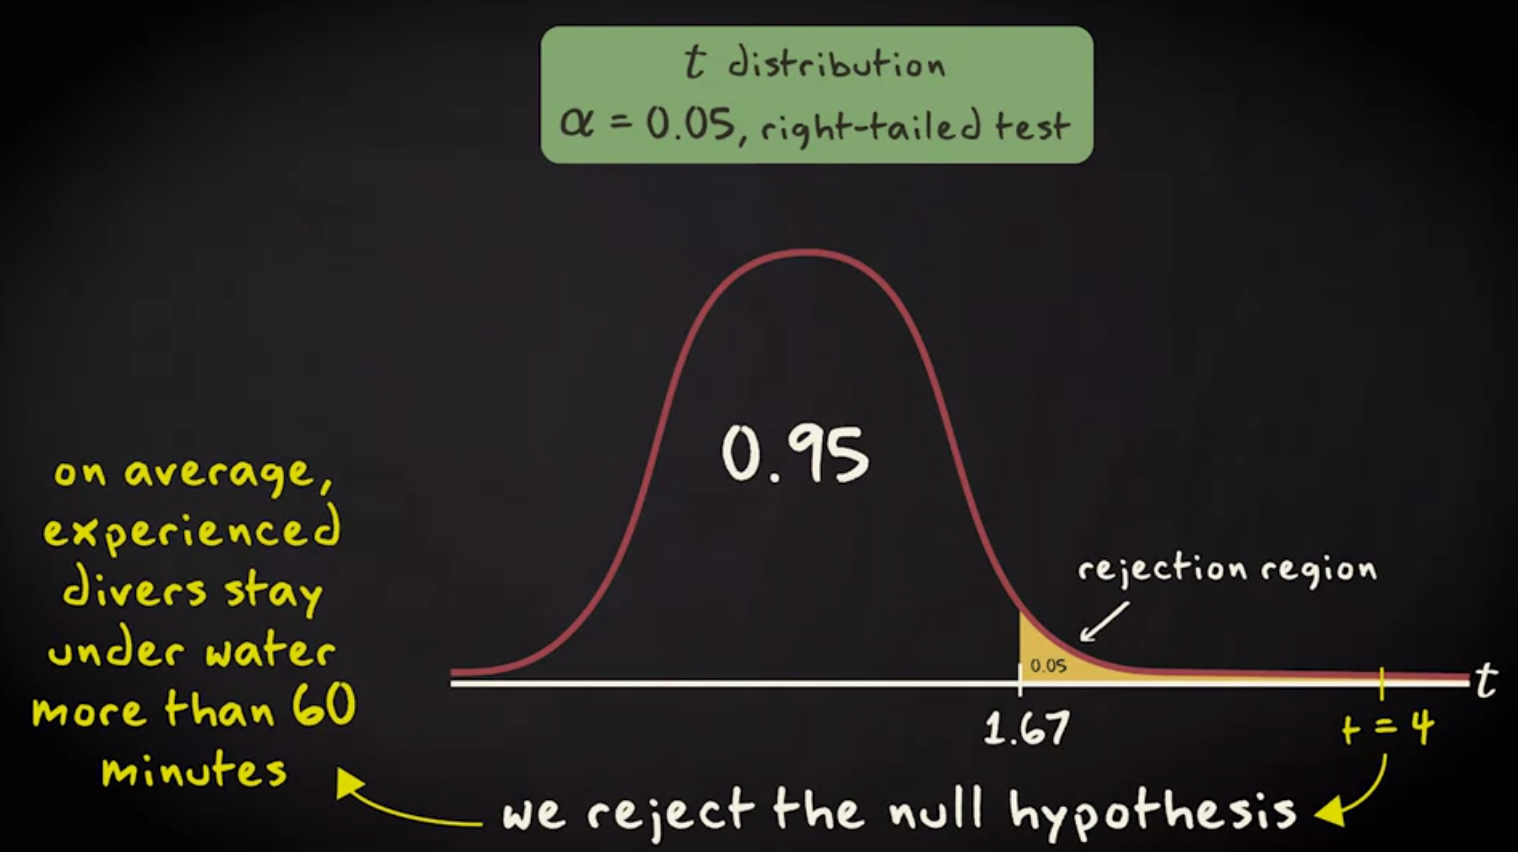 t distribution
α = 0.05, right-tailed test
0.95
on average,
experienced
divers stay
under water
more than 60
minutes
rejection region
0.05
t
1.67
t = 4
we reject the null hypothesis